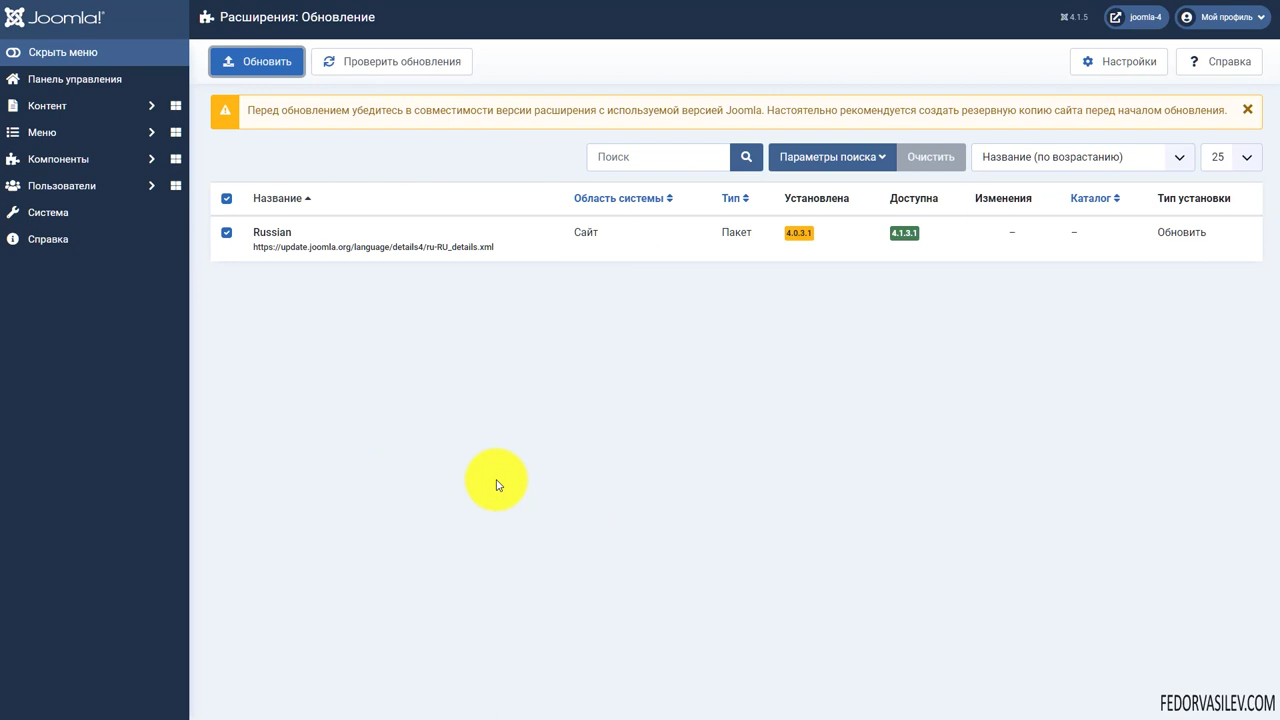 Joomla!®
Расширения: Обновление
4.1.5
joomla-4
Мой профиль
Скрыть меню
Панель управления
Контент
Меню
Компоненты
Пользователи
Система
Справка
Обновить
Проверить обновления
Настройки
? Справка
Перед обновлением убедитесь в совместимости версии расширения с используемой версией Joomla. Настоятельно рекомендуется создать резервную копию сайта перед началом обновления.
Поиск
Параметры поиска
Очистить
Название (по возрастанию)
25
Название
Область системы
Тип
Установлена
Доступна
Изменения
Каталог
Тип установки
Russian
Сайт
Пакет
4.0.3.1
4.1.3.1
–
–
Обновить
https://update.joomla.org/language/details4/ru-RU_details.xml
FEDORVASILEV.COM